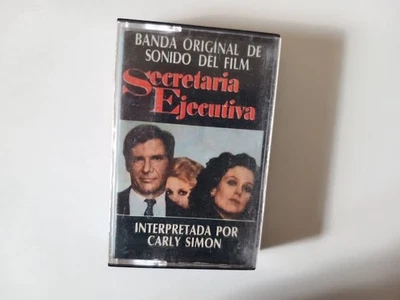 BANDA ORIGINAL DE
SONIDO DEL FILM
Secretaria
Ejecutiva
INTERPRETADA POR
CARLY SIMON